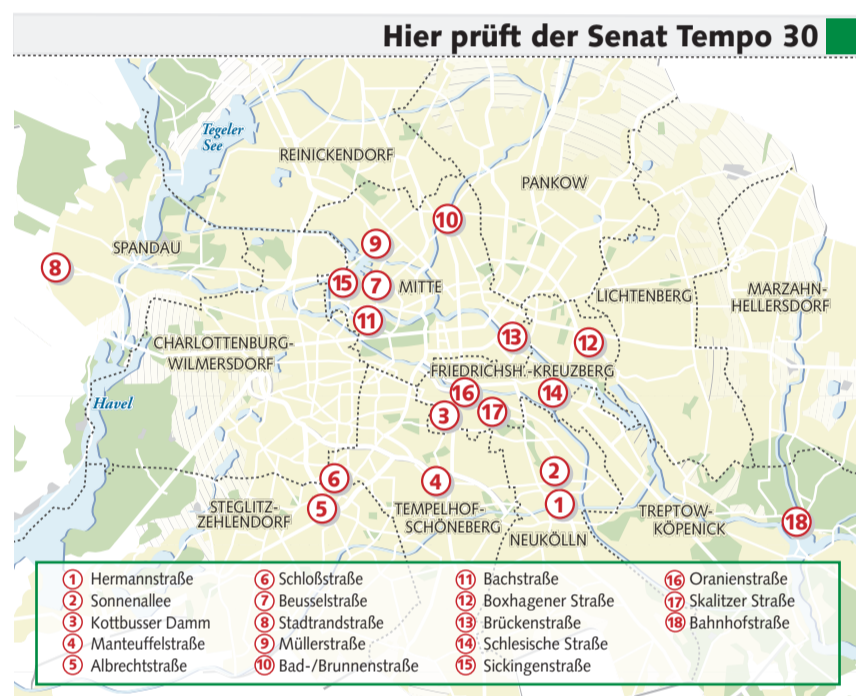 Hier prüft der Senat Tempo 30
Tegeler
See
REINICKENDORF
PANKOW
10
9
SPANDAU
8
15
7
MITTE
LICHTENBERG
MARZAHN-
HELLERSDORF
11
13
12
CHARLOTTENBURG-
WILMERSDORF
FRIEDRICHSH.-KREUZBERG
Havel
16
14
3
17
6
4
2
5
1
STEGLITZ-
ZEHLENDORF
TEMPELHOF-
SCHÖNEBERG
NEUKÖLLN
TREPTOW-
KÖPENICK
18
1 Hermannstraße
2 Sonnenallee
3 Kottbusser Damm
4 Manteuffelstraße
5 Albrechtstraße
6 Schloßstraße
7 Beusselstraße
8 Stadtrandstraße
9 Müllerstraße
10 Bad-/Brunnenstraße
11 Bachstraße
12 Boxhagener Straße
13 Brückenstraße
14 Schlesische Straße
15 Sickingenstraße
16 Oranienstraße
17 Skalitzer Straße
18 Bahnhofstraße